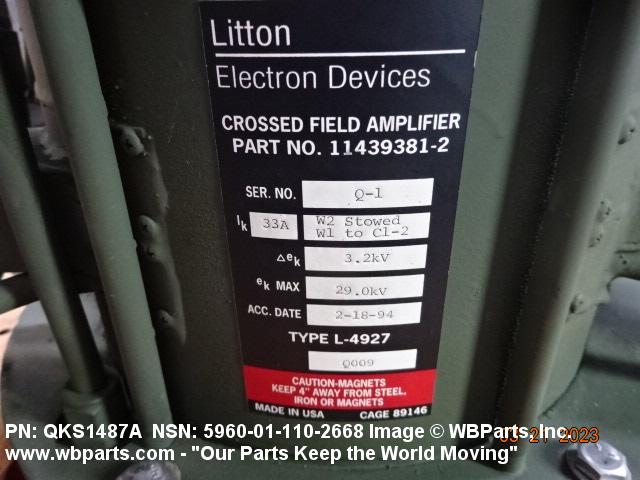 Litton
Electron Devices
CROSSED FIELD AMPLIFIER
PART NO. 11439381-2
SER. NO. Q-1
Ik 33A W2 Stowed
W1 to C1-2
△ek 3.2kV
ek MAX 29.0kV
ACC. DATE 2-18-94
TYPE L-4927
Q009
CAUTION-MAGNETS
KEEP 4" AWAY FROM STEEL,
IRON OR MAGNETS
MADE IN USA CAGE 89146
PN: QKS1487A NSN: 5960-01-110-2668 Image © WBParts, Inc.
03 21 2023
www.wbparts.com - "Our Parts Keep the World Moving"